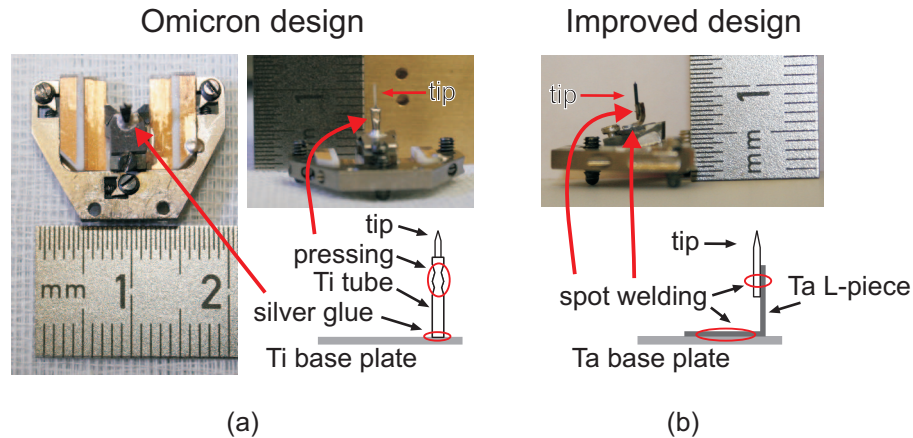 Omicron design
Improved design
tip
tip
mm 1 2
1
1
mm
tip
pressing
Ti tube
silver glue
Ti base plate
tip
spot welding
Ta L-piece
Ta base plate
(a)
(b)